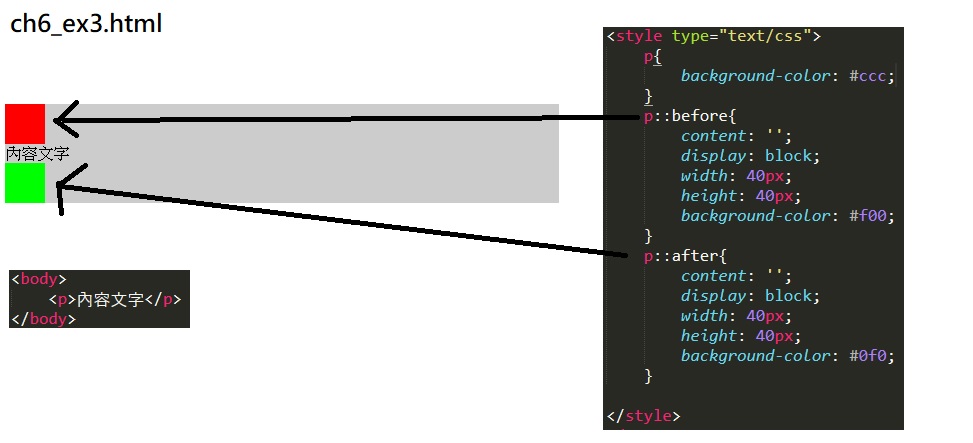 ch6_ex3.html
內容文字
<body>
<p>內容文字</p>
</body>
<style type="text/css">
p{
background-color: #ccc;
}
p::before{
content: '';
display: block;
width: 40px;
height: 40px;
background-color: #f00;
}
p::after{
content: '';
display: block;
width: 40px;
height: 40px;
background-color: #0f0;
}
</style>